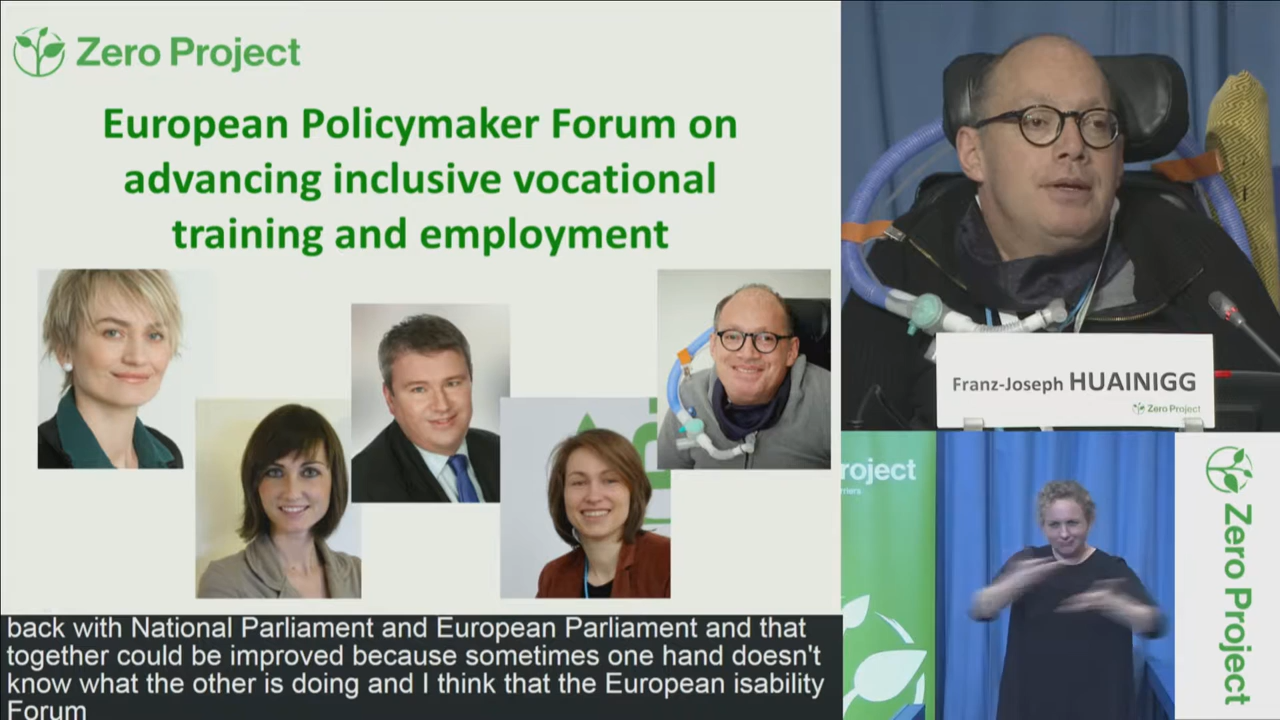 Zero Project
European Policymaker Forum on
advancing inclusive vocational
training and employment
back with National Parliament and European Parliament and that
together could be improved because sometimes one hand doesn't
know what the other is doing and I think that the European isability
Forum
Franz-Joseph HUAINIGG
Zero Project
roject
Zero Project